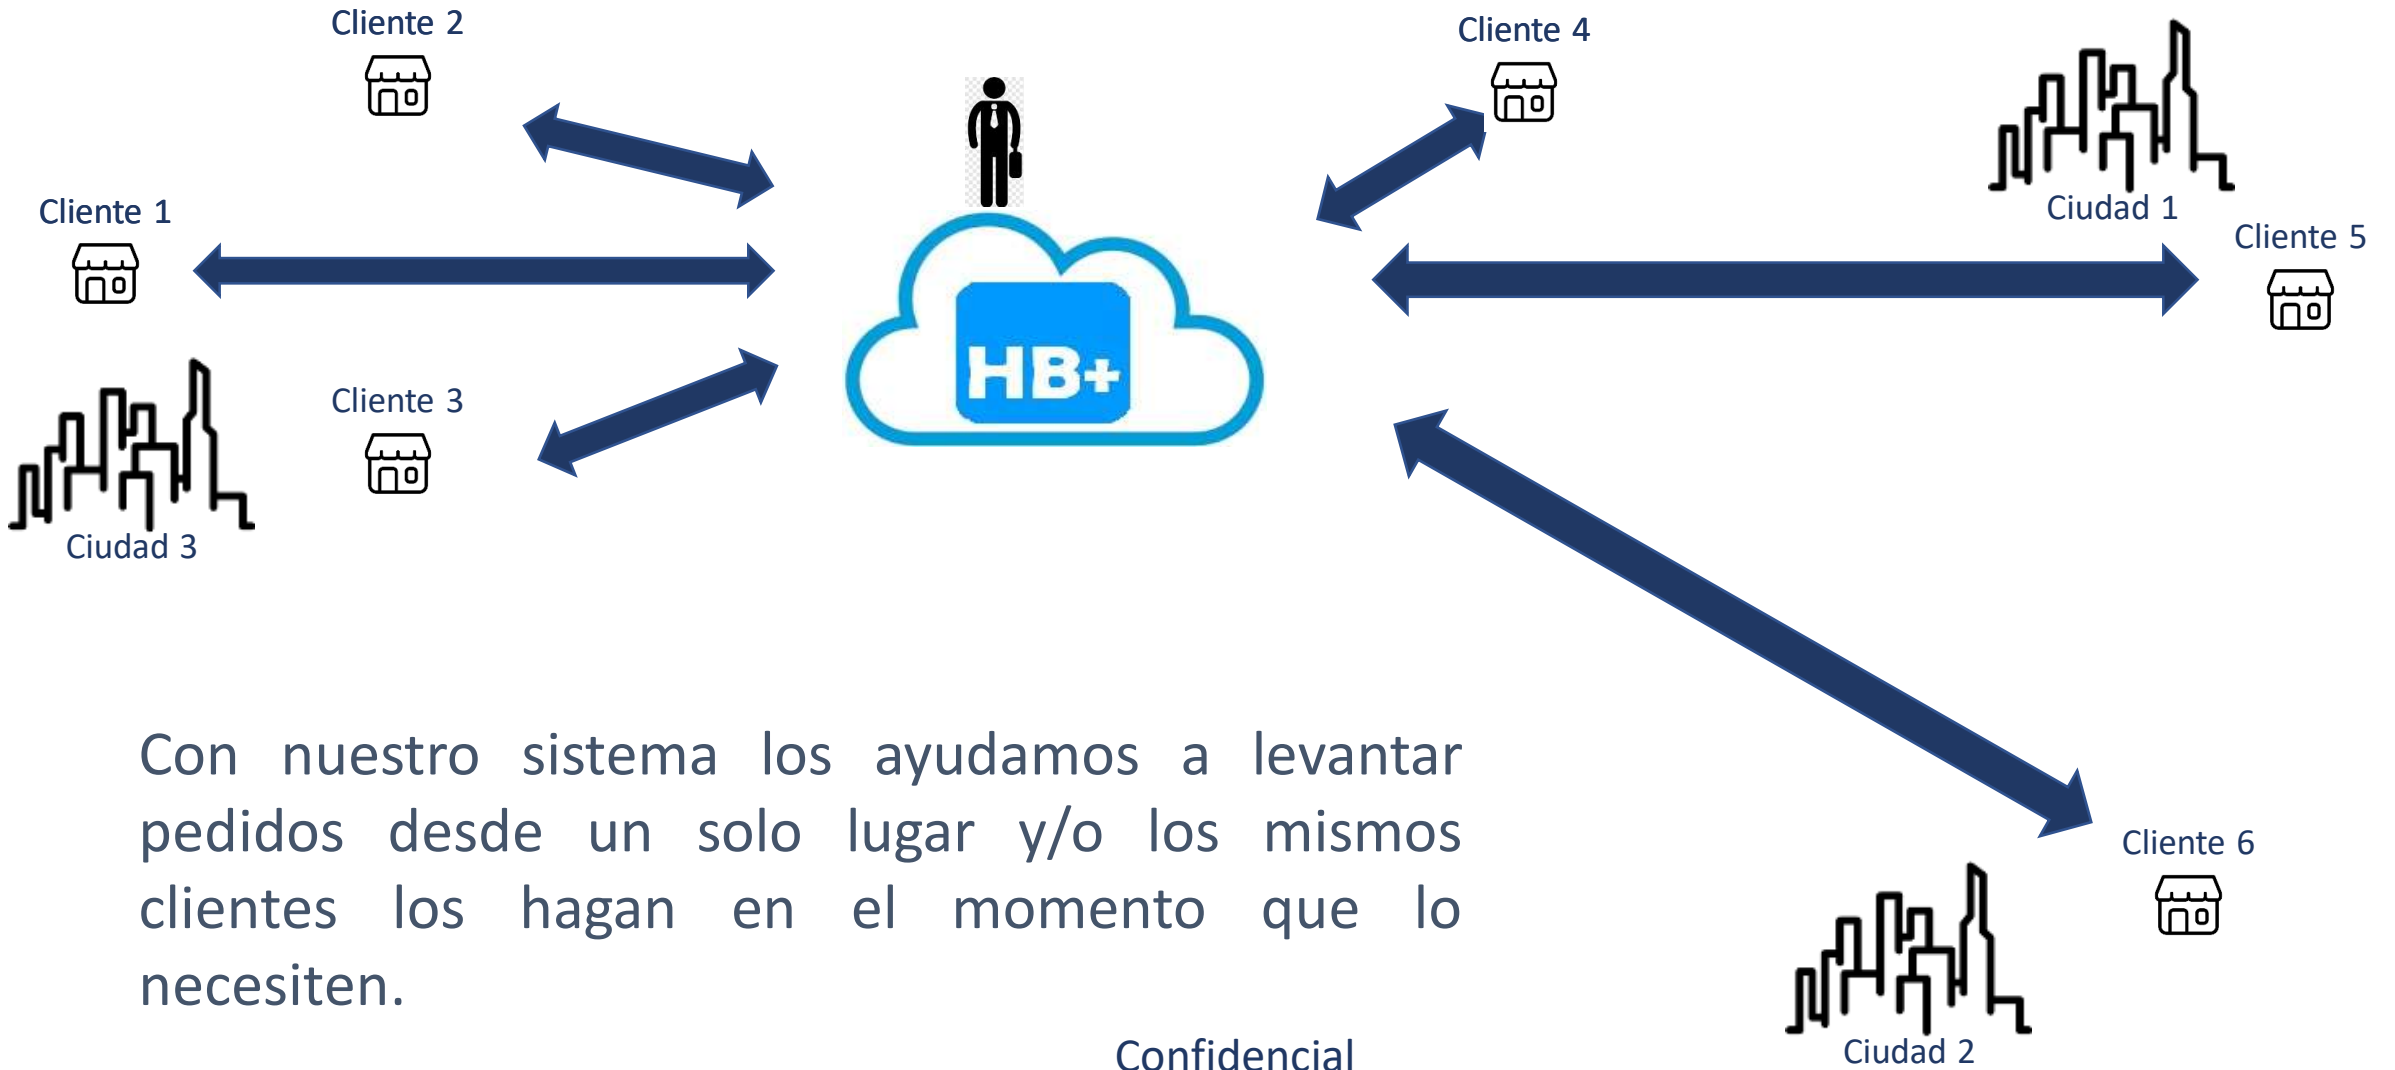 Cliente 2
Cliente 4
Cliente 1
Ciudad 1
Cliente 5
HB+
Cliente 3
Ciudad 3
Con nuestro sistema los ayudamos a levantar
pedidos desde un solo lugar y/o los mismos
clientes los hagan en el momento que lo
necesiten.
Cliente 6
Ciudad 2
Confidencial